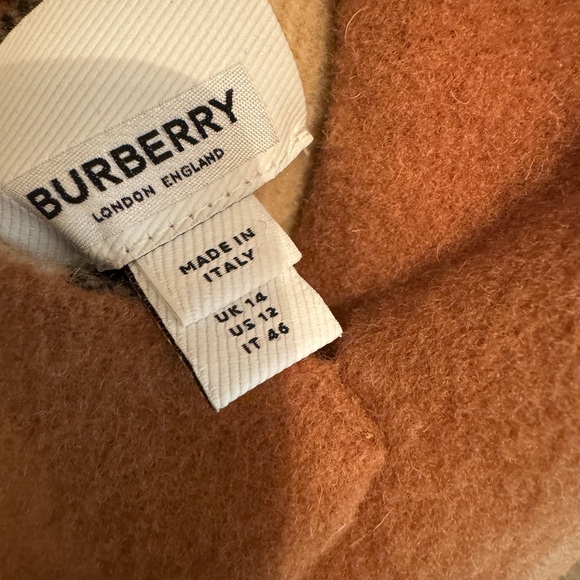 BURBERRY
LONDON ENGLAND
MADE IN
ITALY
UK 14
US 12
IT 46